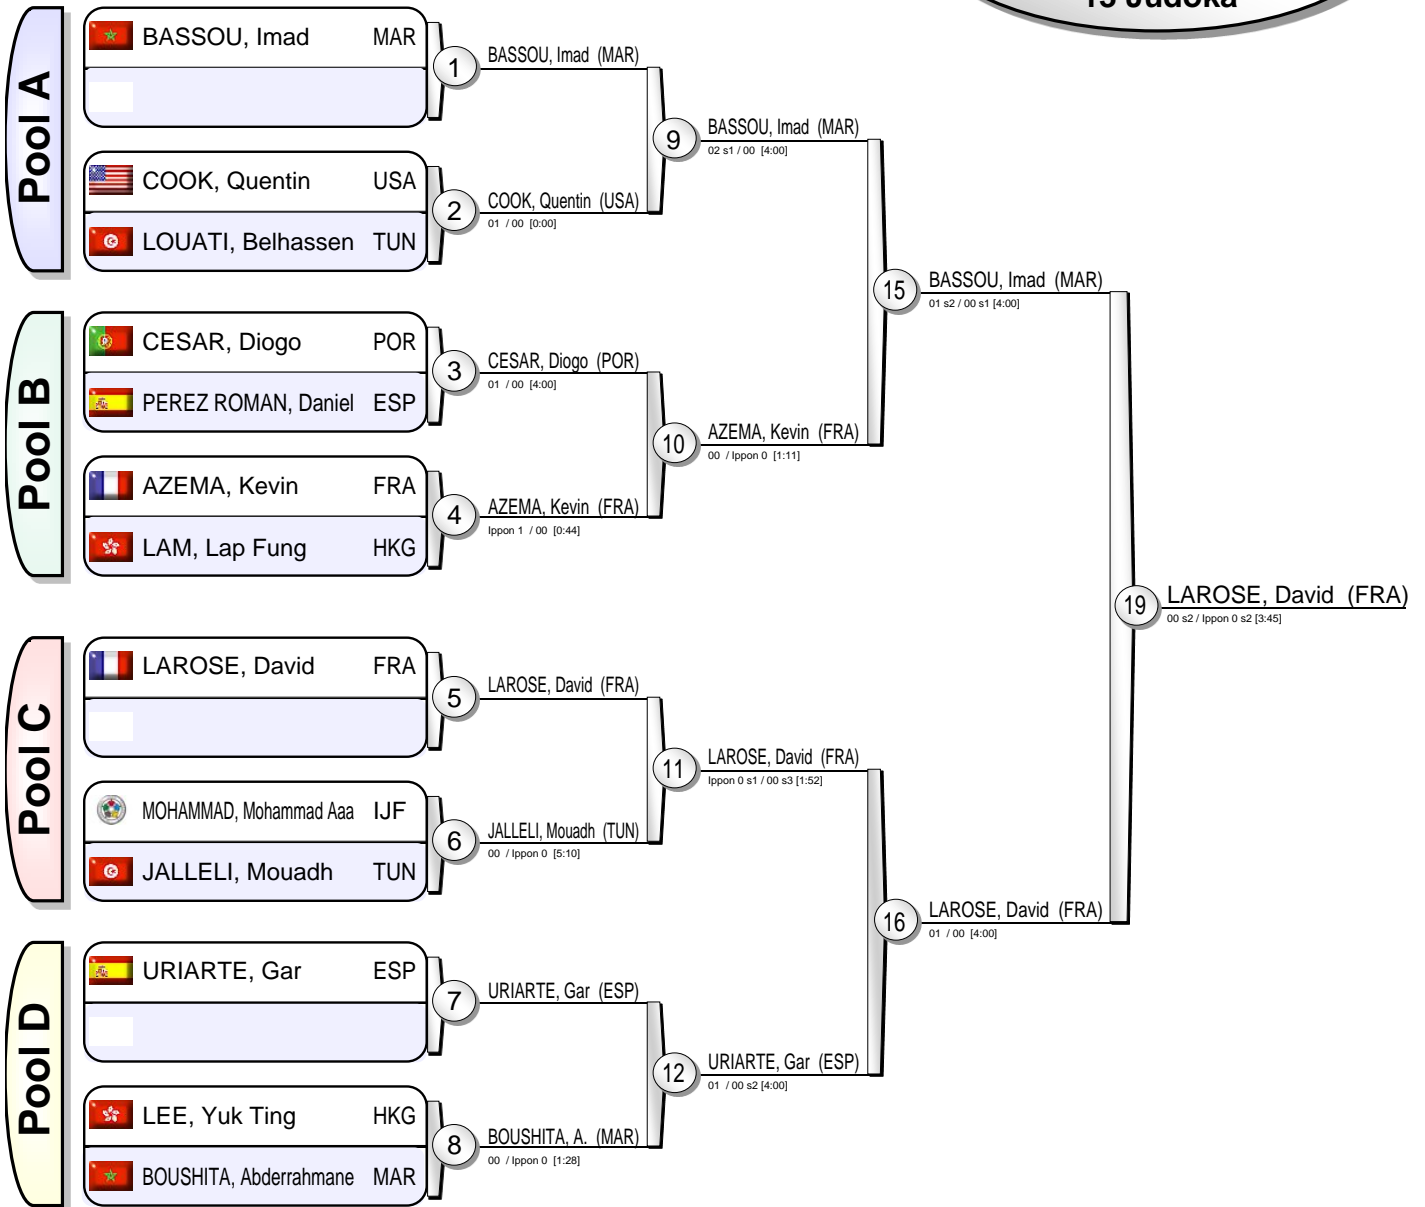 13 Judoka
Pool A
BASSOU, Imad MAR
COOK, Quentin USA
LOUATI, Belhassen TUN
Pool B
CESAR, Diogo POR
PEREZ ROMAN, Daniel ESP
AZEMA, Kevin FRA
LAM, Lap Fung HKG
Pool C
LAROSE, David FRA
MOHAMMAD, Mohammad Aaa IJF
JALLELI, Mouadh TUN
Pool D
URIARTE, Gar ESP
LEE, Yuk Ting HKG
BOUSHITA, Abderrahmane MAR
1
BASSOU, Imad (MAR)
2
COOK, Quentin (USA)
01 / 00 [0:00]
3
CESAR, Diogo (POR)
01 / 00 [4:00]
4
AZEMA, Kevin (FRA)
Ippon 1 / 00 [0:44]
5
LAROSE, David (FRA)
6
JALLELI, Mouadh (TUN)
00 / Ippon 0 [5:10]
7
URIARTE, Gar (ESP)
8
BOUSHITA, A. (MAR)
00 / Ippon 0 [1:28]
9
BASSOU, Imad (MAR)
02 s1 / 00 [4:00]
10
AZEMA, Kevin (FRA)
00 / Ippon 0 [1:11]
11
LAROSE, David (FRA)
Ippon 0 s1 / 00 s3 [1:52]
12
URIARTE, Gar (ESP)
01 / 00 s2 [4:00]
15
BASSOU, Imad (MAR)
01 s2 / 00 s1 [4:00]
16
LAROSE, David (FRA)
01 / 00 [4:00]
19
LAROSE, David (FRA)
00 s2 / Ippon 0 s2 [3:45]